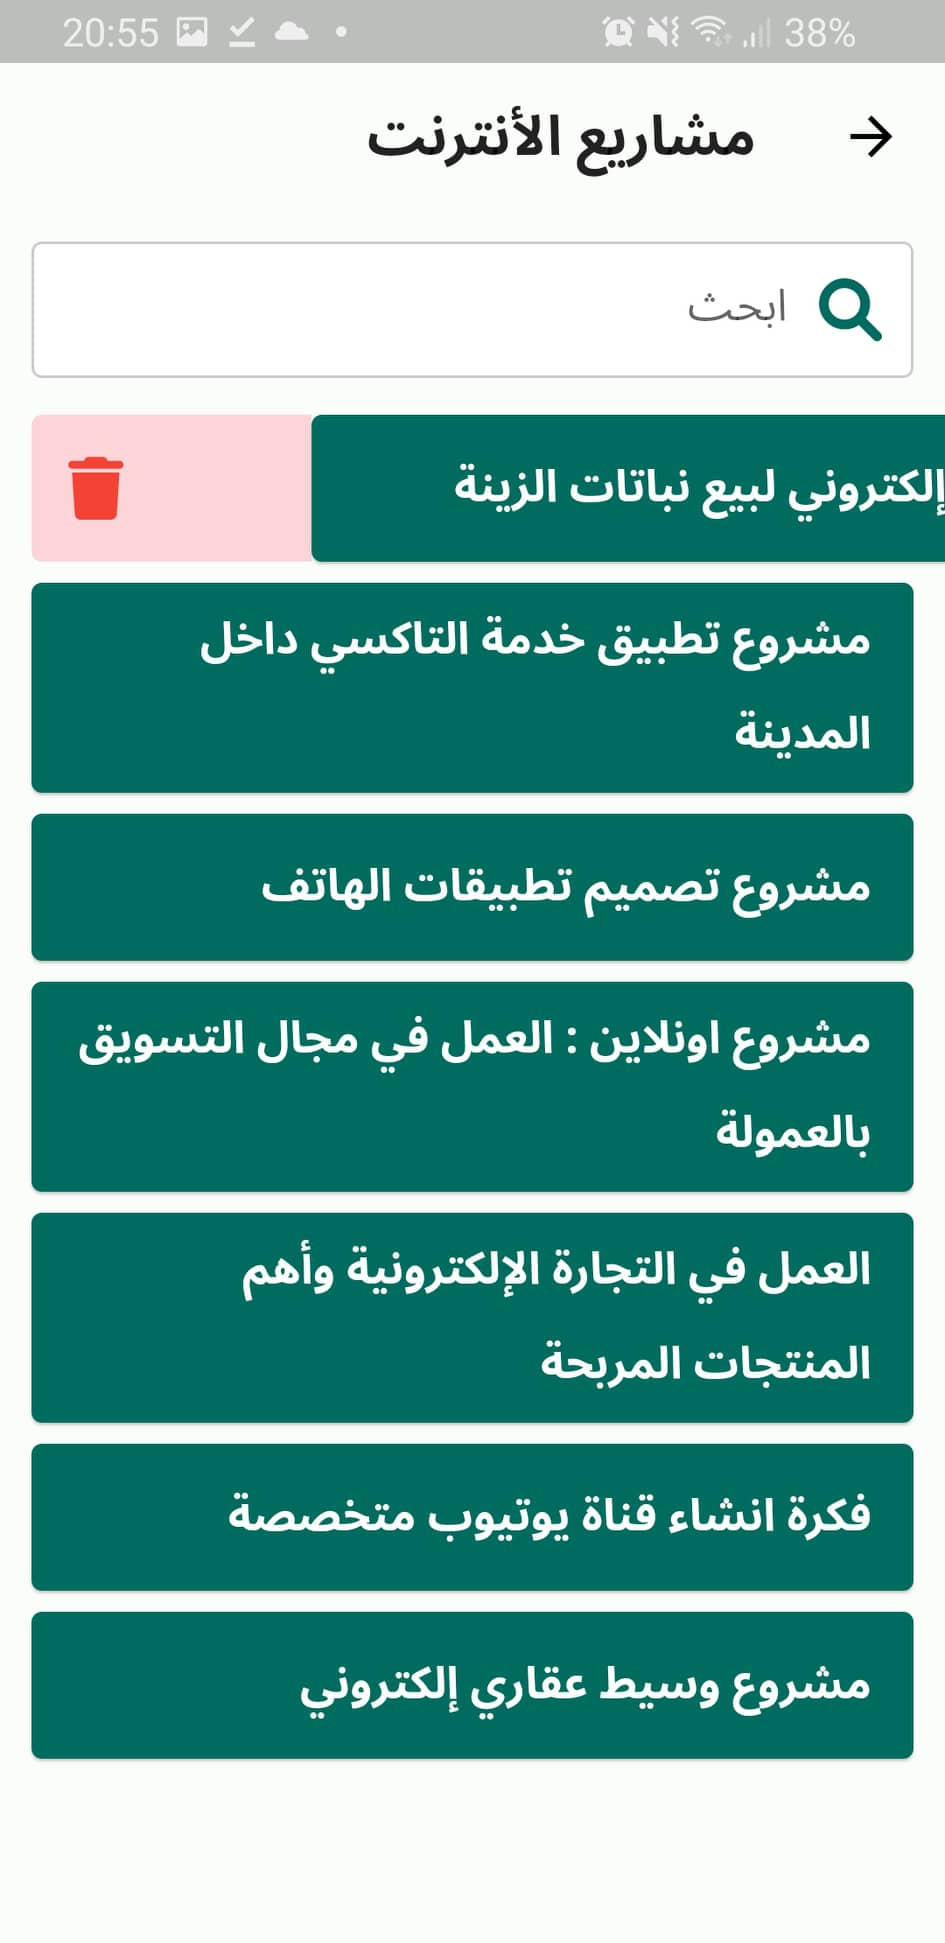 20:55
38%
مشاريع الأنترنت
ابحث
إلكتروني لبيع نباتات الزينة
مشروع تطبيق خدمة التاكسي داخل
المدينة
مشروع تصميم تطبيقات الهاتف
مشروع اونلاين : العمل في مجال التسويق
بالعمولة
العمل في التجارة الإلكترونية وأهم
المنتجات المربحة
فكرة انشاء قناة يوتيوب متخصصة
مشروع وسيط عقاري إلكتروني